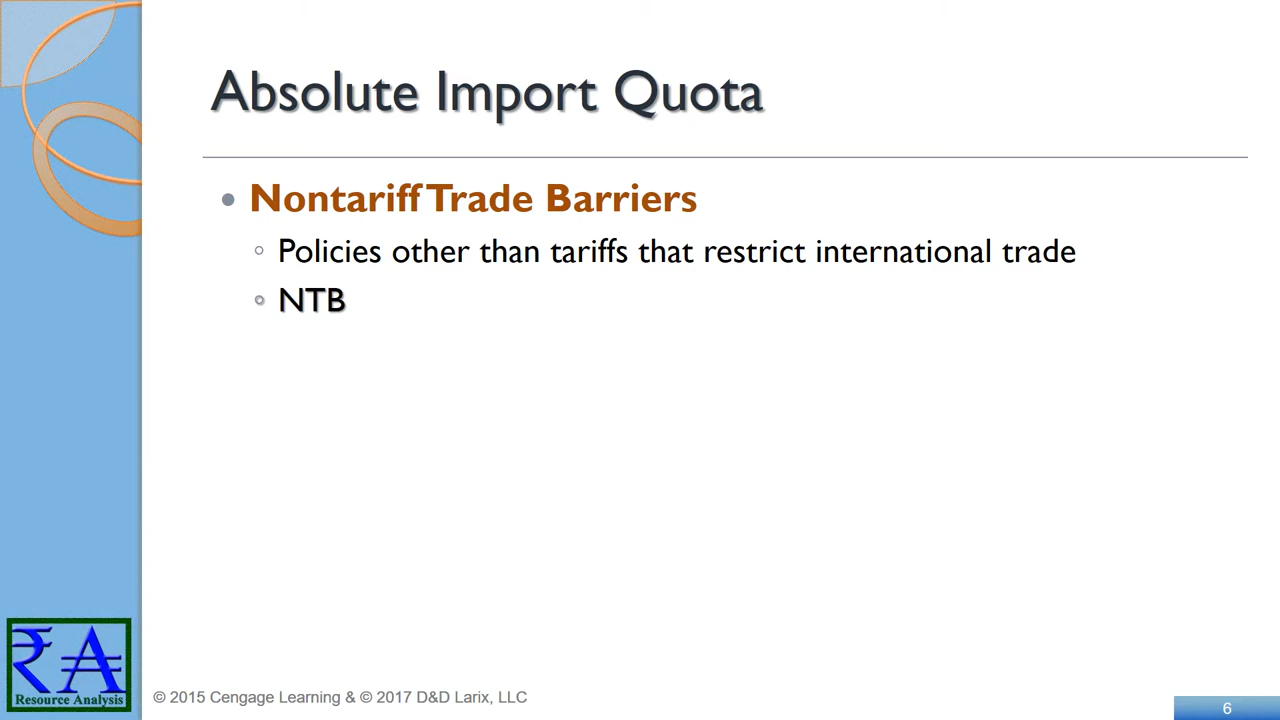 Absolute Import Quota
Nontariff Trade Barriers
Policies other than tariffs that restrict international trade
NTB
₹A
Resource Analysis
© 2015 Cengage Learning & © 2017 D&D Larix, LLC
6